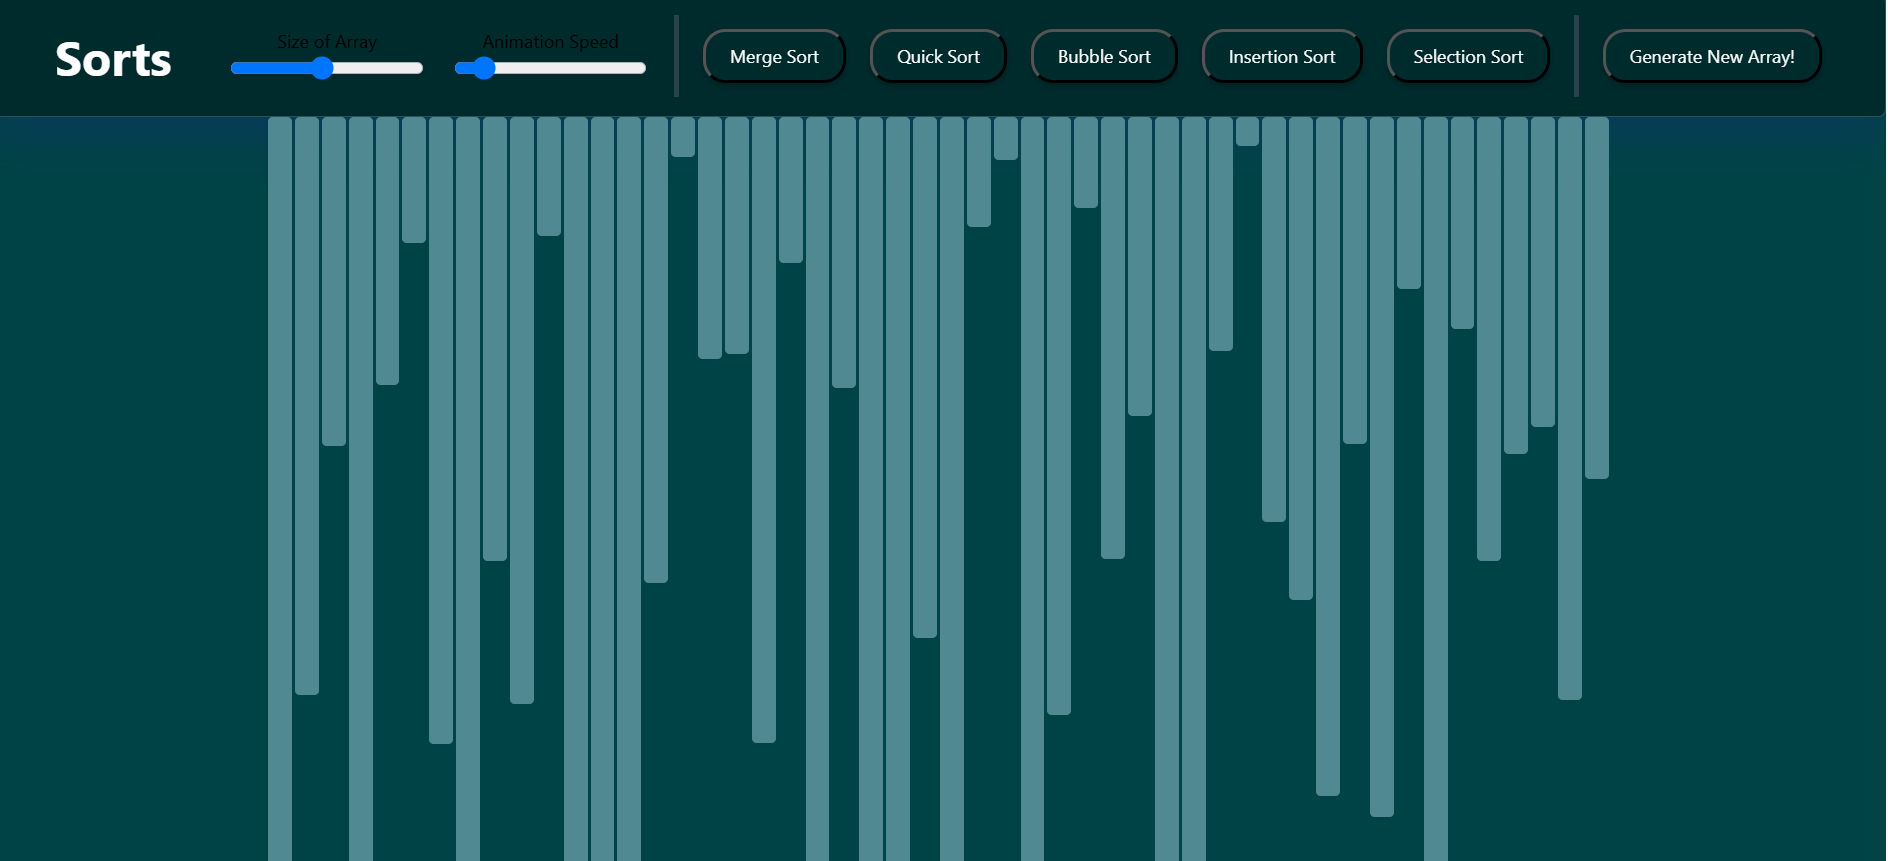 Sorts
Size of Array
Animation Speed
Merge Sort
Quick Sort
Bubble Sort
Insertion Sort
Selection Sort
Generate New Array!